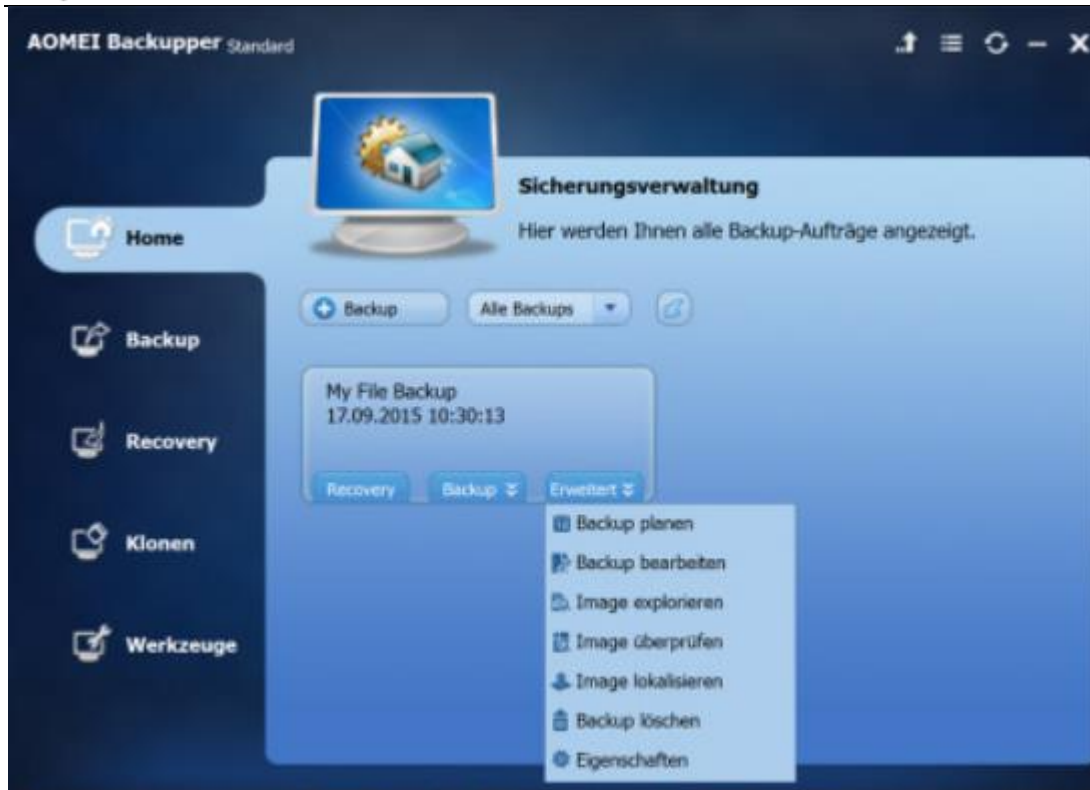 AOMEI Backupper Standard
Sicherungsverwaltung
Hier werden Ihnen alle Backup-Aufträge angezeigt.
Home
Backup
Recovery
Klonen
Werkzeuge
Backup
Alle Backups
My File Backup
17.09.2015 10:30:13
Recovery
Backup
Erweitert
Backup planen
Backup bearbeiten
Image explorieren
Image überprüfen
Image lokalisieren
Backup löschen
Eigenschaften